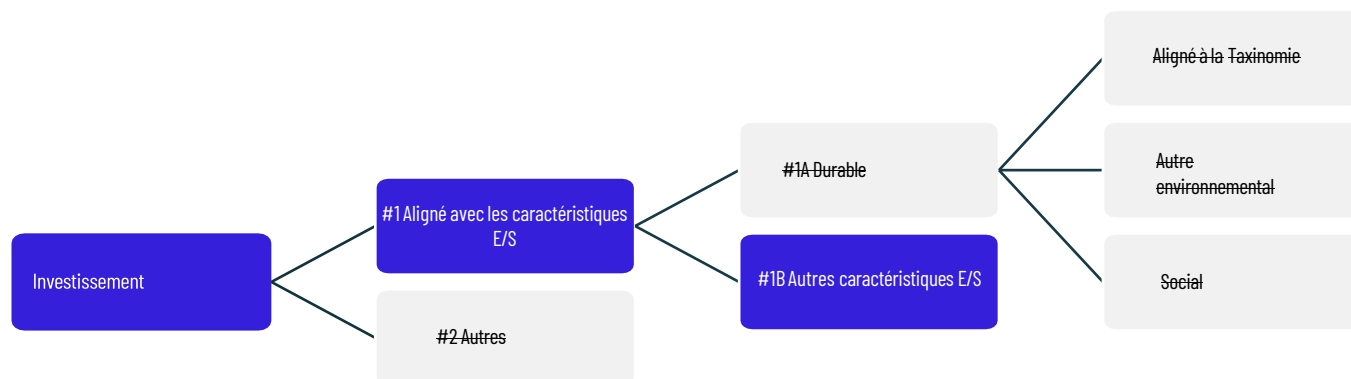 Aligné à la Taxinomie
Autre
environnemental
#1A Durable
#1 Aligné avec les caractéristiques
E/S
#1B Autres caractéristiques E/S
Investissement
Social
#2 Autres